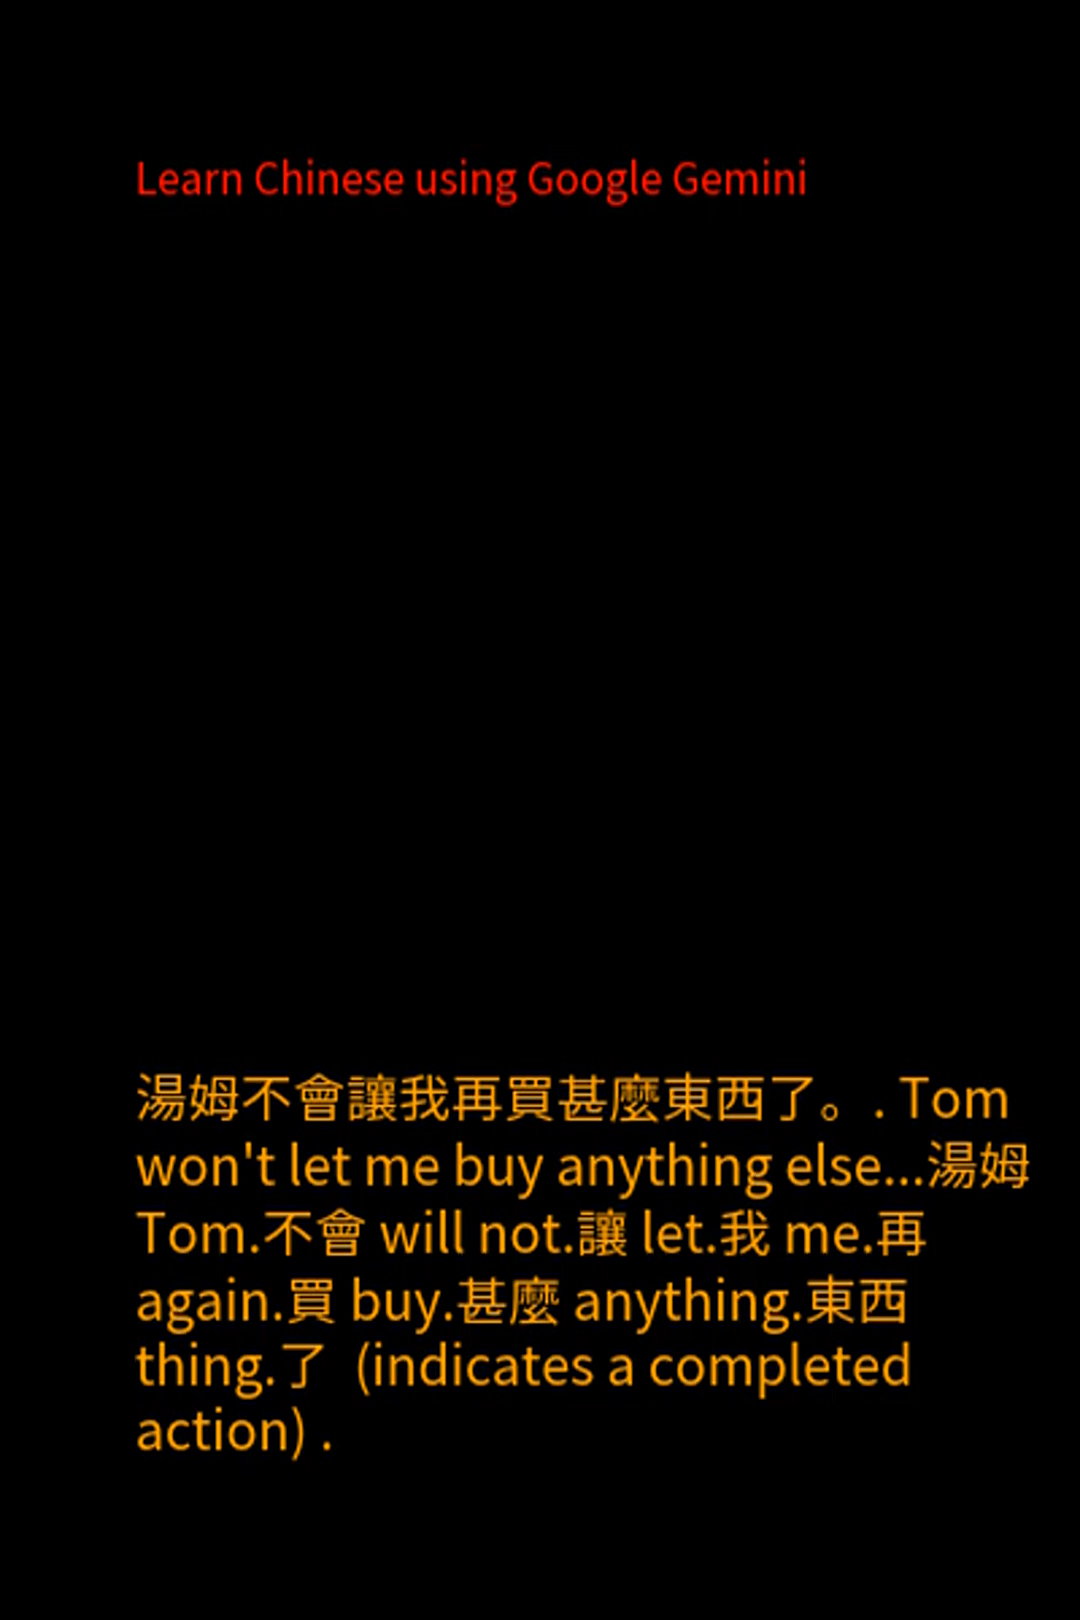 Learn Chinese using Google Gemini
湯姆不會讓我再買甚麼東西了。. Tom
won't let me buy anything else...湯姆
Tom.不會 will not.讓 let.我 me.再
again.買 buy.甚麼 anything.東西
thing.了 (indicates a completed
action) .